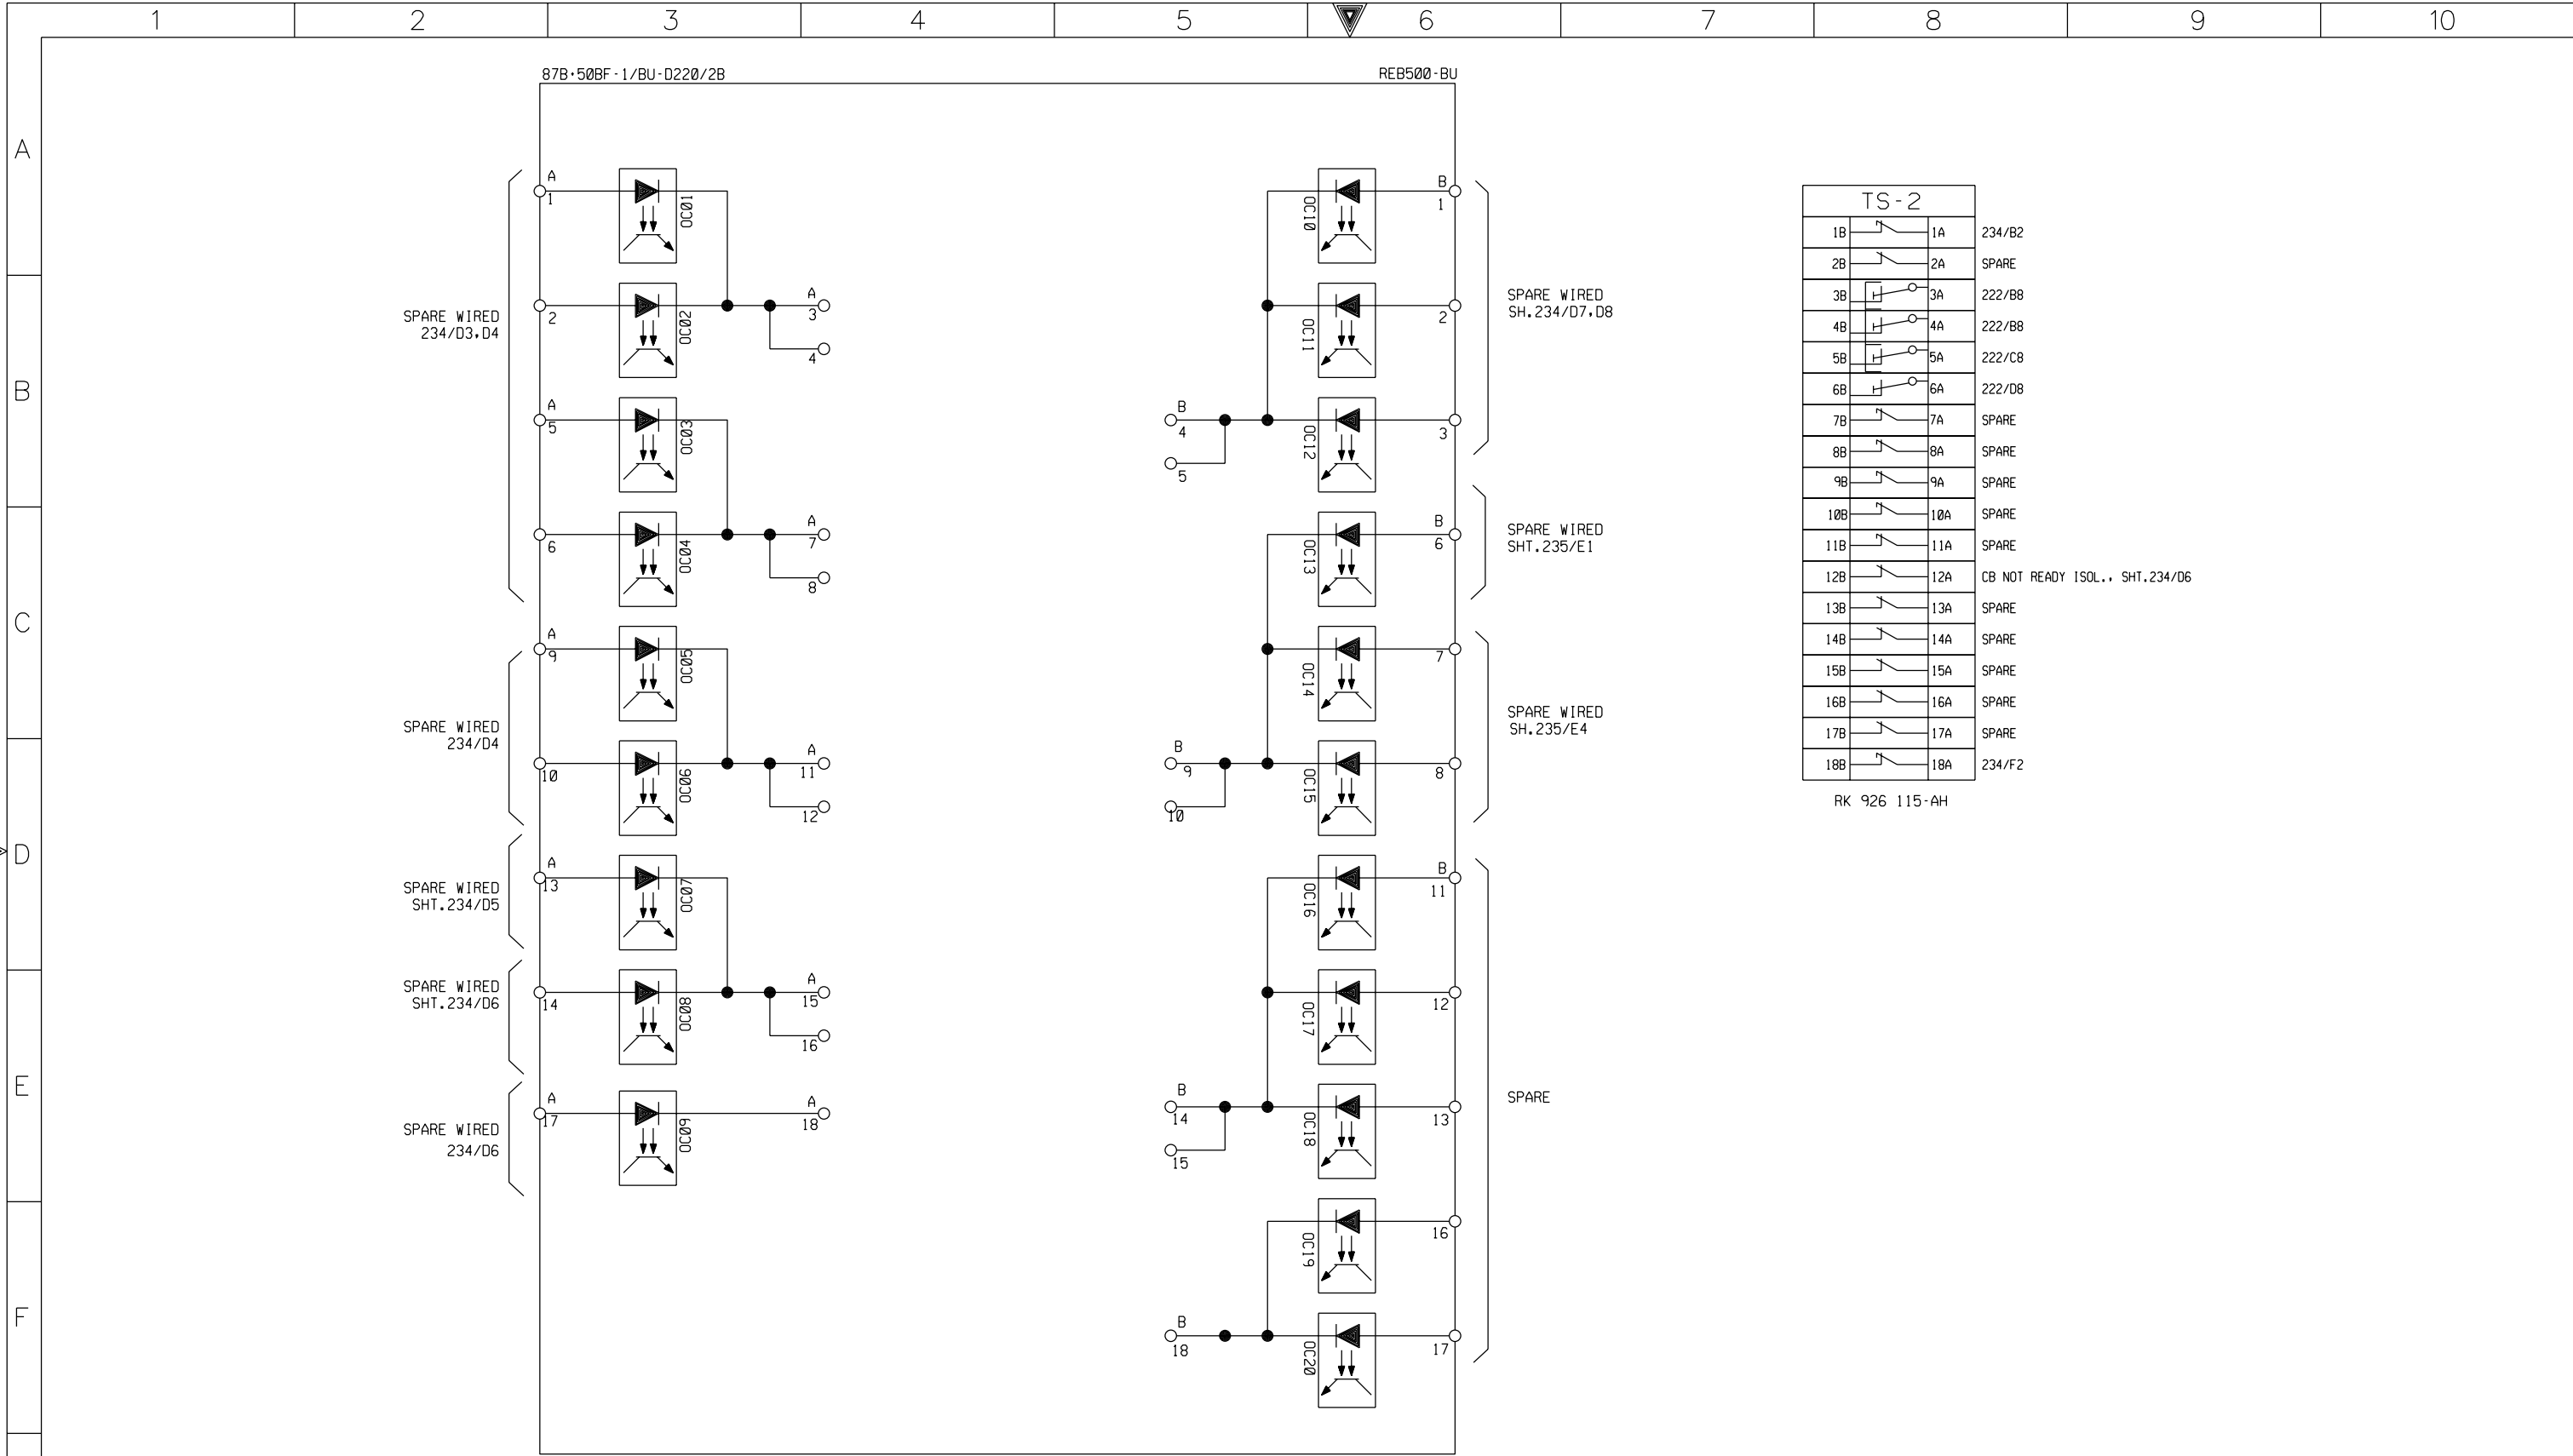 1 2 3 4 5 6 7 8 9 10
A
B
C
D
E
F
87B+50BF-1/BU-D220/2B
REB500-BU
A
1
OC01
2
OC02
A
3
4
SPARE WIRED
234/D3,D4
A
5
OC03
6
OC04
A
7
8
A
9
OC05
10
OC06
A
11
12
SPARE WIRED
234/D4
A
13
OC07
SPARE WIRED
SHT.234/D5
14
OC08
A
15
16
SPARE WIRED
SHT.234/D6
A
17
OC09
A
18
SPARE WIRED
234/D6
OC10
B
1
OC11
2
SPARE WIRED
SH.234/D7,D8
B
4
5
OC12
3
OC13
B
6
SPARE WIRED
SHT.235/E1
OC14
7
SPARE WIRED
SH.235/E4
B
9
10
OC15
8
OC16
B
11
OC17
12
B
14
15
OC18
13
SPARE
OC19
16
B
18
OC20
17
TS-2
1B 1A 234/B2
2B 2A SPARE
3B 3A 222/B8
4B 4A 222/B8
5B 5A 222/C8
6B 6A 222/D8
7B 7A SPARE
8B 8A SPARE
9B 9A SPARE
10B 10A SPARE
11B 11A SPARE
12B 12A CB NOT READY ISOL., SHT.234/D6
13B 13A SPARE
14B 14A SPARE
15B 15A SPARE
16B 16A SPARE
17B 17A SPARE
18B 18A 234/F2
RK 926 115-AH